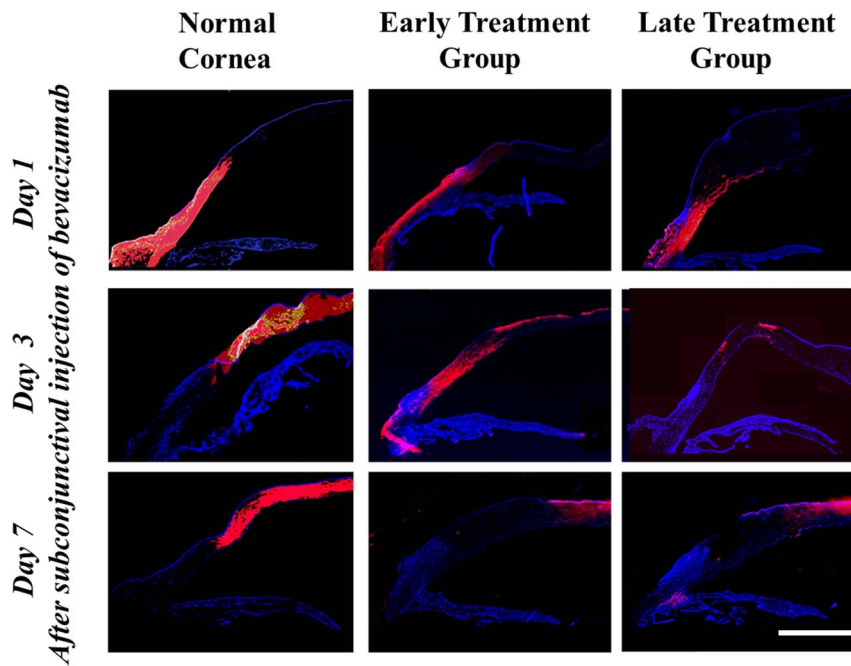 Normal
Cornea
Early Treatment
Group
Late Treatment
Group
Day 1
Day 3
Day 7
After subconjunctival injection of bevacizumab